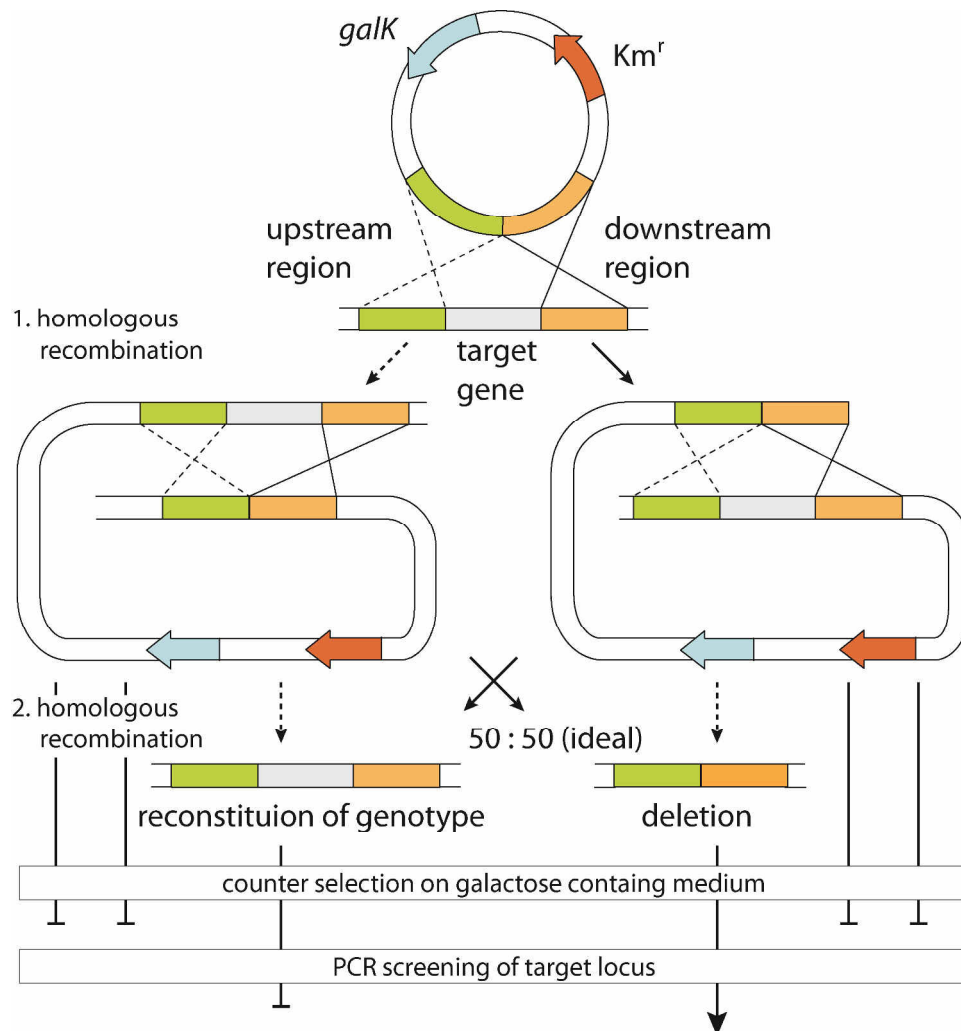 galK
Kmʳ
upstream
region
downstream
region
1. homologous
recombination
target
gene
2. homologous
recombination
50 : 50 (ideal)
reconstituion of genotype
deletion
counter selection on galactose containg medium
PCR screening of target locus